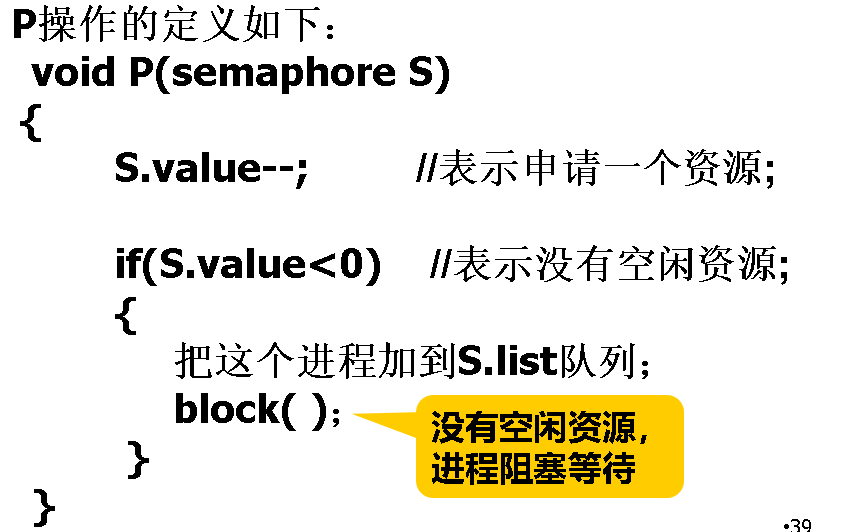 P操作的定义如下：
void P(semaphore S)
{
S.value--; //表示申请一个资源;
if(S.value<0) //表示没有空闲资源;
{
把这个进程加到S.list队列；
block( )；
没有空闲资源，
进程阻塞等待
}
}
•39